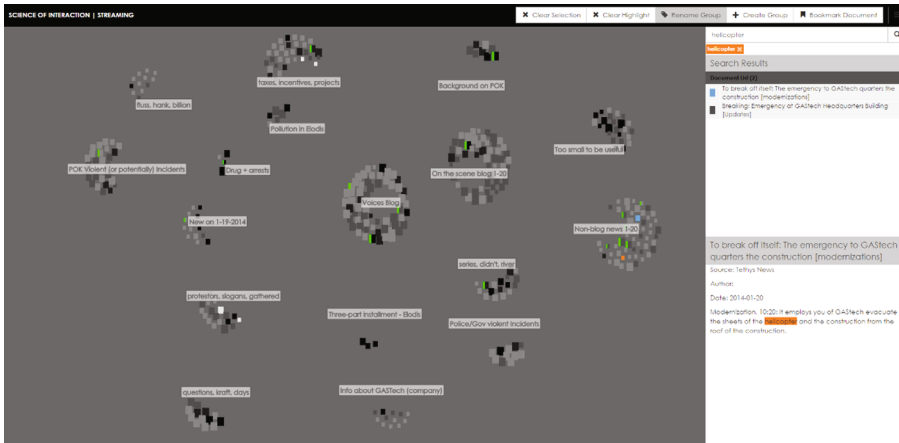 SCIENCE OF INTERACTION | STREAMING
Clear Selection
Clear Highlight
Rename Group
Create Group
Bookmark Document
helicopter
helicopter
Search Results
Document List (2)
To break off itself: The emergency to GAStech quarters the
construction [modernizations]
Breaking: Emergency at GAStech Headquarters Building
[Updates]
taxes, incentives, projects
Background on POK
fluss, hank, billion
Pollution in Elodis
Too small to be useful
POK Violent (or potentially) Incidents
Drug + arrests
On the scene blog 1-20
Voices Blog
New on 1-19-2014
Non-blog news 1-20
series, didn't, river
protestors, slogans, gathered
Three-part installment - Elodis
Police/Gov violent Incidents
questions, kraft, days
Info about GASTech (company)
To break off itself: The emergency to GAStech
quarters the construction [modernizations]
Source: Tethys News
Author:
Date: 2014-01-20
Modernization, 10:20: It employs you of GAStech evacuate
the sheets of the helicopter and the construction from the
roof of the construction.